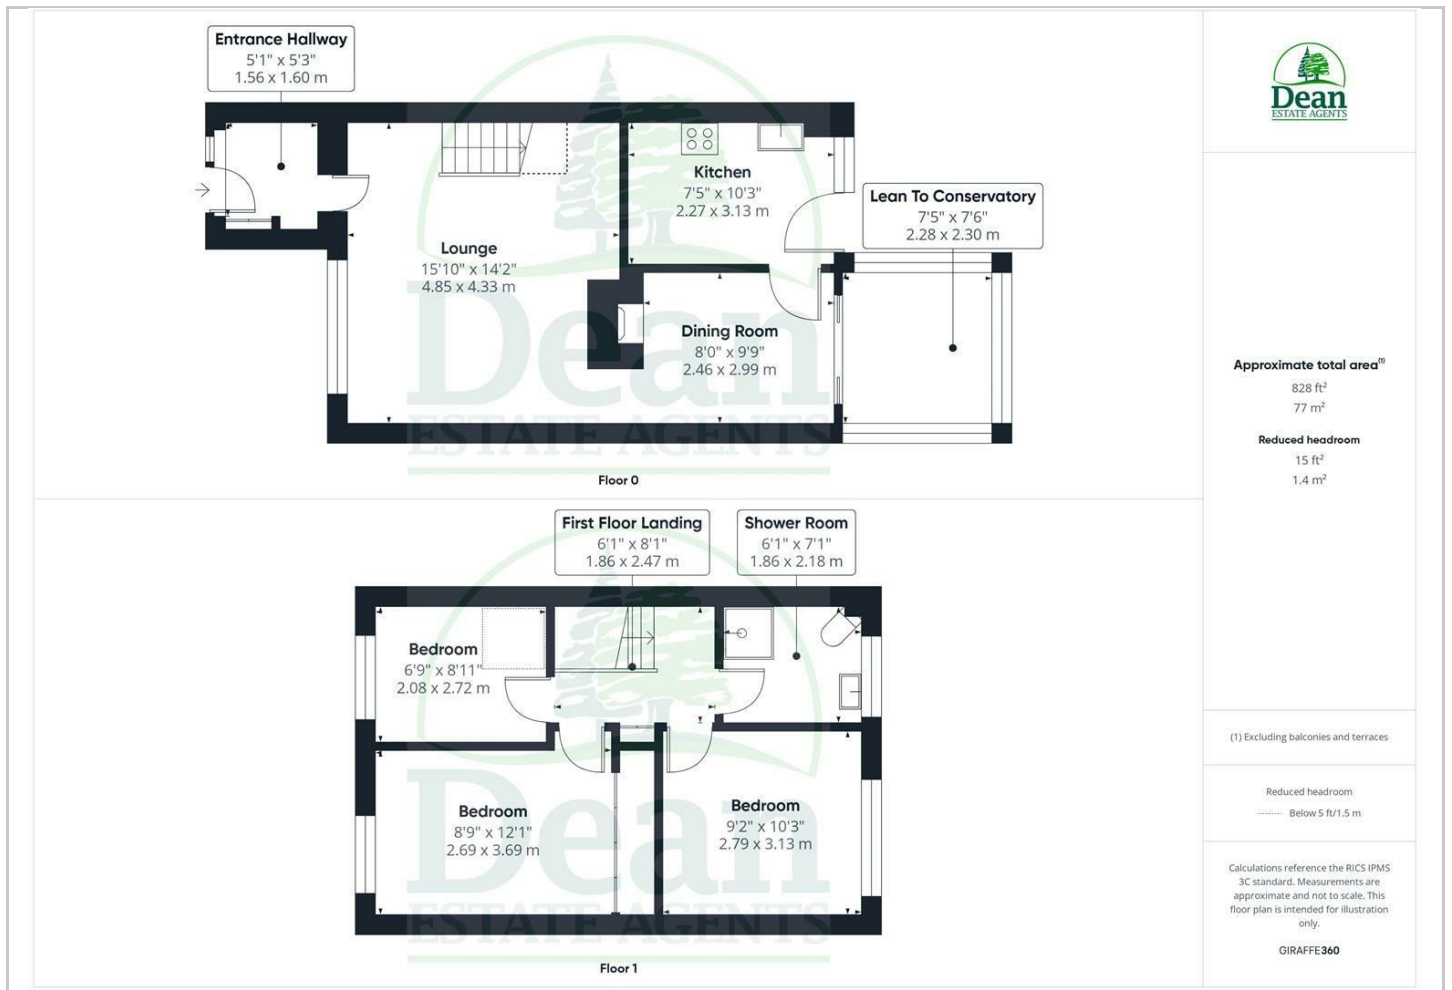 Entrance Hallway
5'1" x 5'3"
1.56 x 1.60 m
Lounge
15'10" x 14'2"
4.85 x 4.33 m
Kitchen
7'5" x 10'3"
2.27 x 3.13 m
Lean To Conservatory
7'5" x 7'6"
2.28 x 2.30 m
Dining Room
8'0" x 9'9"
2.46 x 2.99 m
Dean
ESTATE AGENTS
Floor 0
First Floor Landing
6'1" x 8'1"
1.86 x 2.47 m
Shower Room
6'1" x 7'1"
1.86 x 2.18 m
Bedroom
6'9" x 8'11"
2.08 x 2.72 m
Bedroom
8'9" x 12'1"
2.69 x 3.69 m
Bedroom
9'2" x 10'3"
2.79 x 3.13 m
Dean
ESTATE AGENTS
Floor 1
Dean
ESTATE AGENTS
Approximate total area⁽¹⁾
828 ft²
77 m²
Reduced headroom
15 ft²
1.4 m²
(1) Excluding balconies and terraces
Reduced headroom
Below 5 ft/1.5 m
Calculations reference the RICS IPMS
3C standard. Measurements are
approximate and not to scale. This
floor plan is intended for illustration
only.
GIRAFFE360